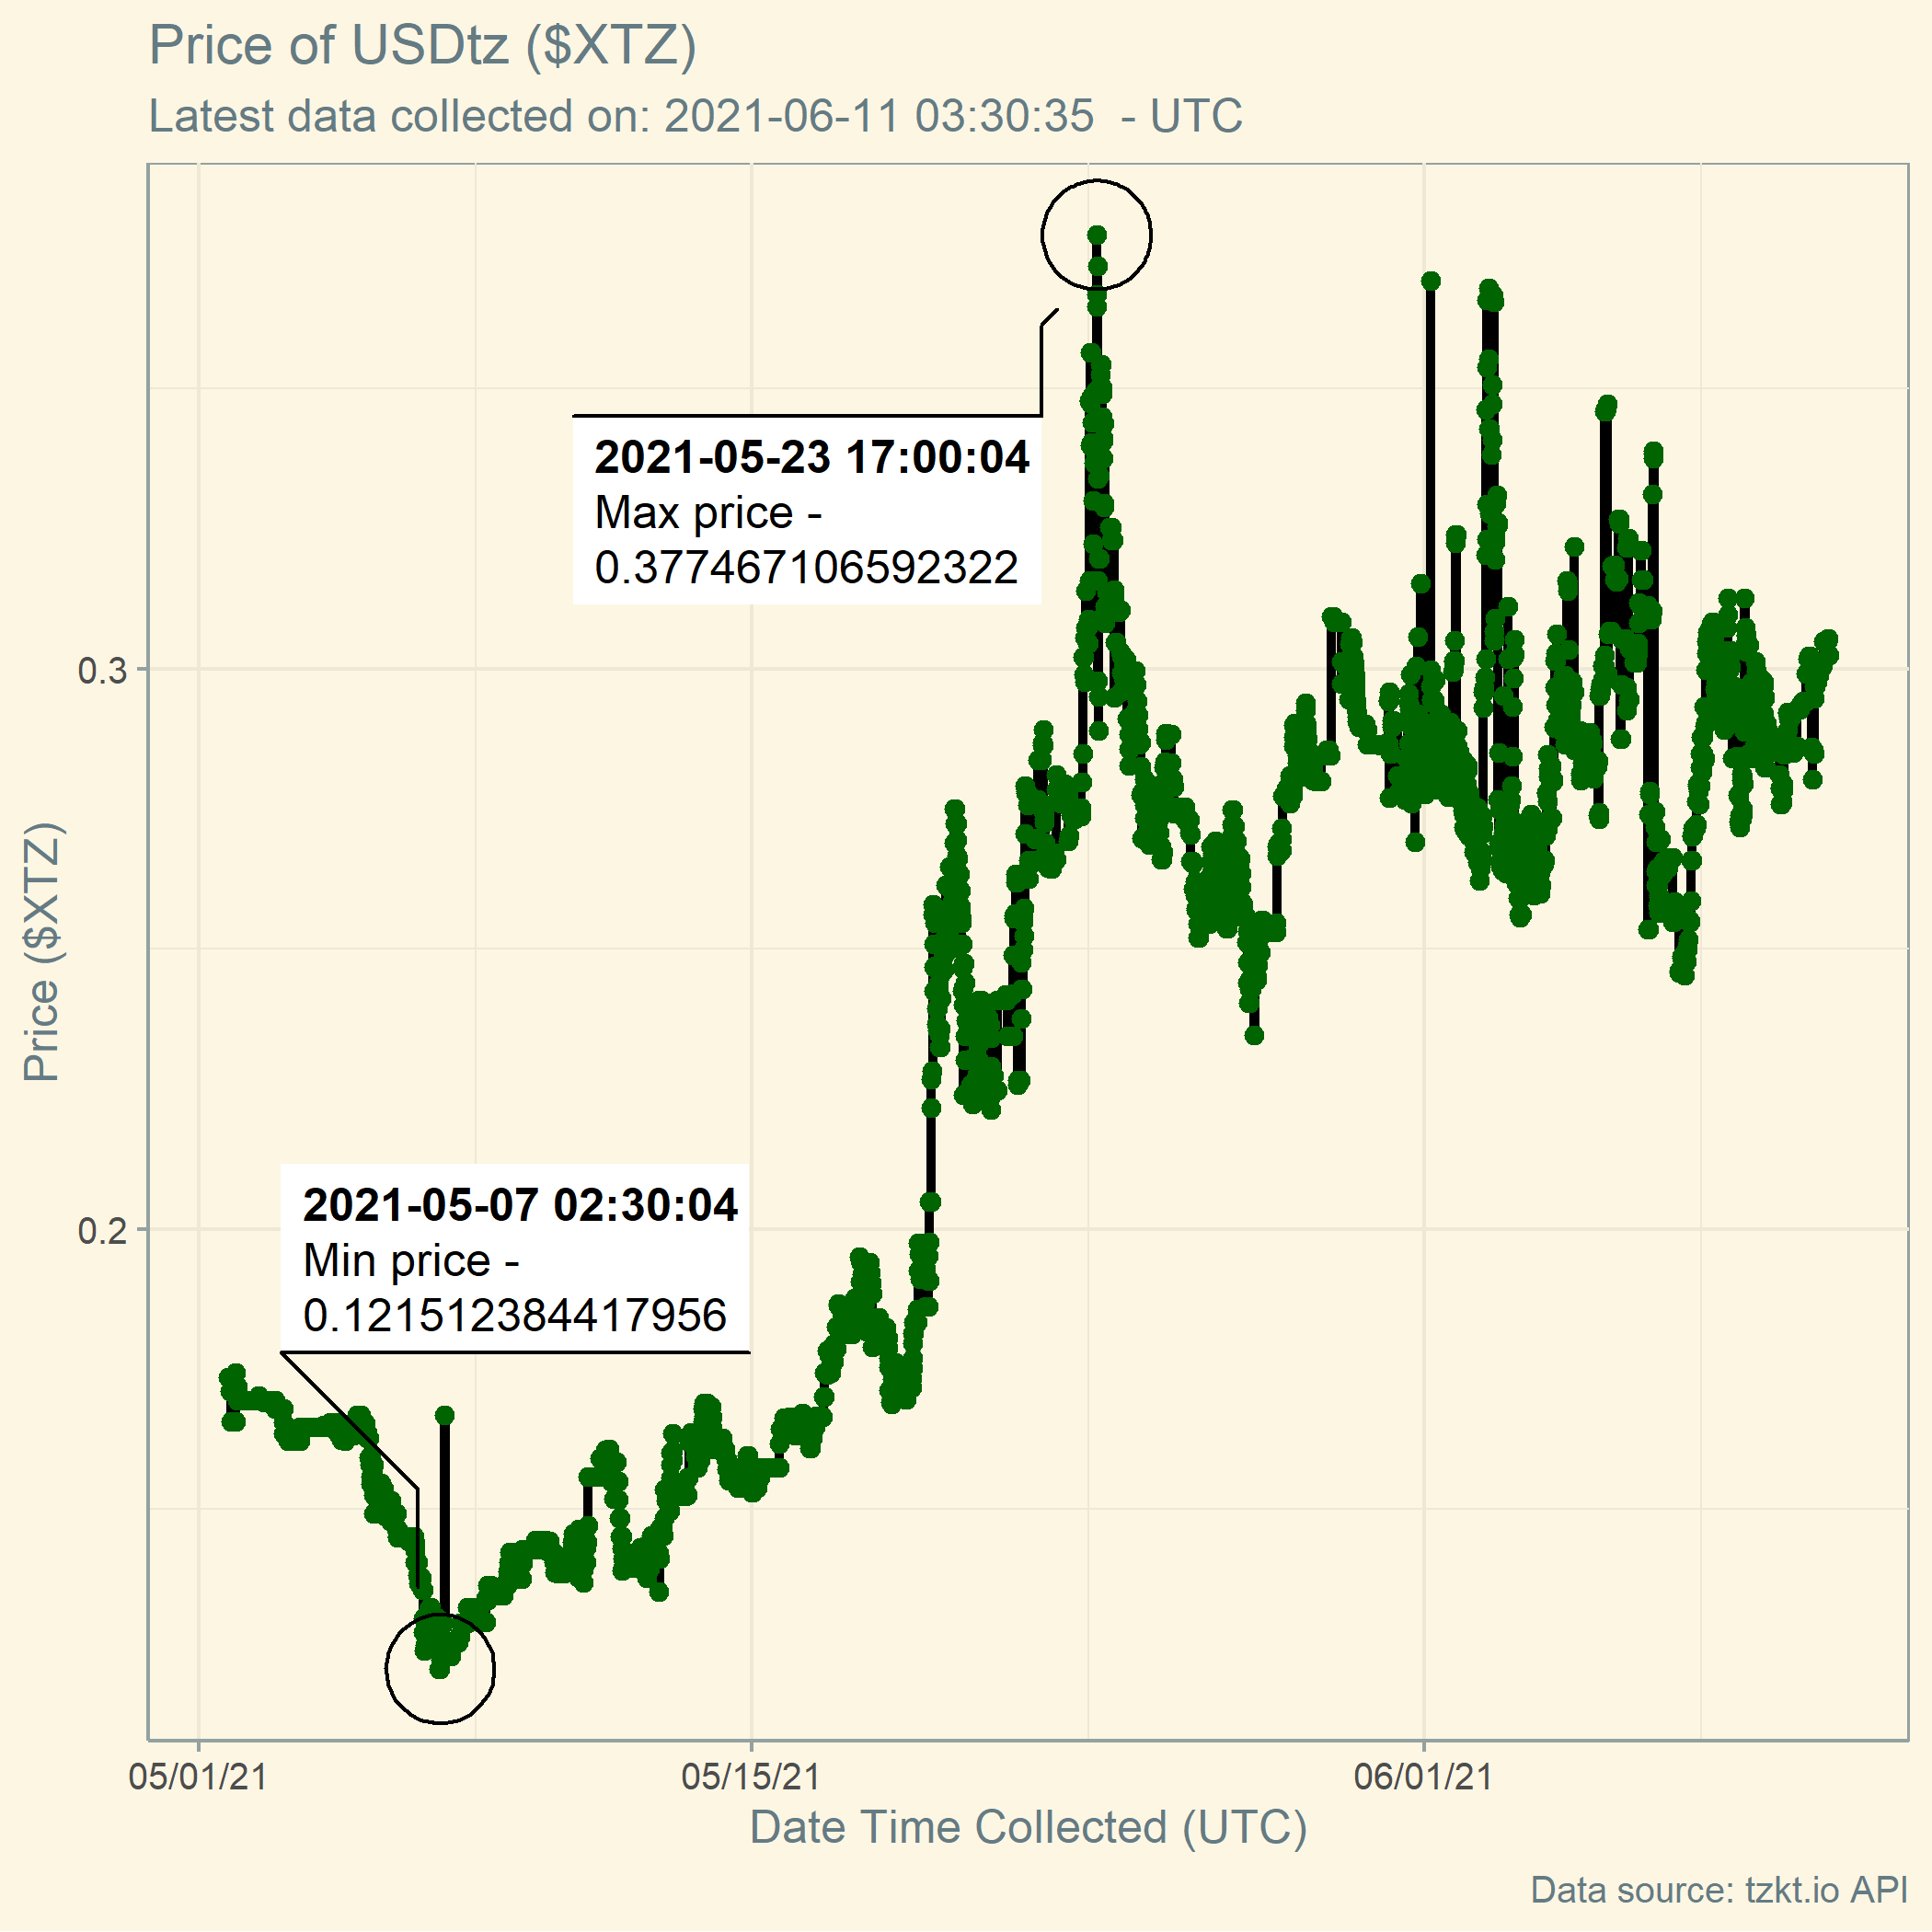 Price of USDtz ($XTZ)
Latest data collected on: 2021-06-11 03:30:35  - UTC
2021-05-23 17:00:04
Max price -
0.377467106592322
0.3
2021-05-07 02:30:04
Min price -
0.121512384417956
0.2
Price ($XTZ)
05/01/21
05/15/21
06/01/21
Date Time Collected (UTC)
Data source: tzkt.io API